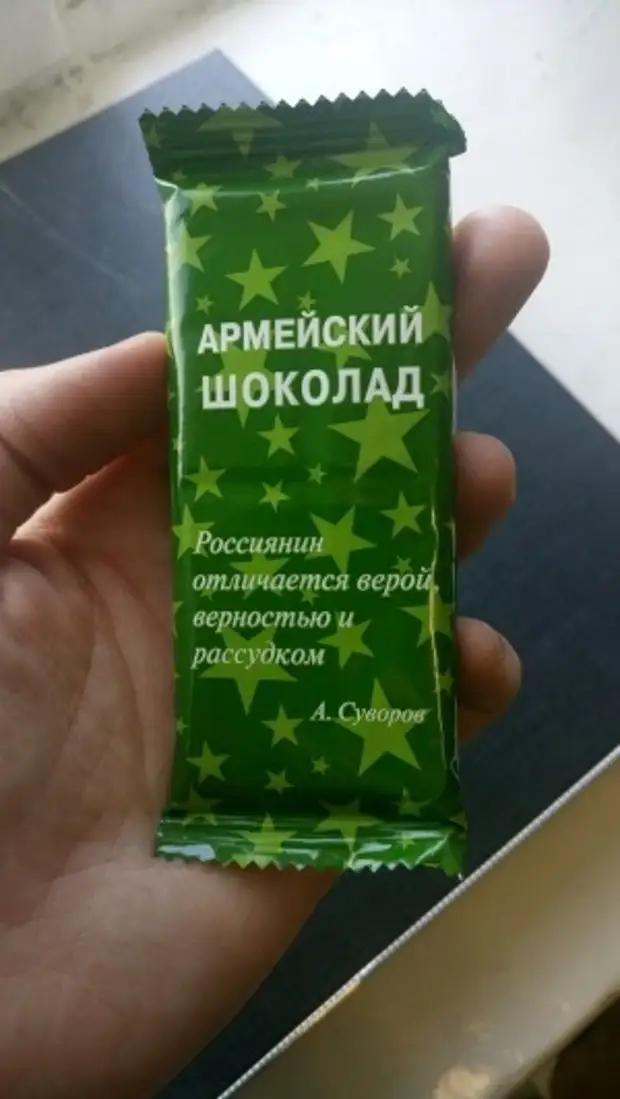 АРМЕЙСКИЙ
ШОКОЛАД
Россиянин
отличается верой,
верностью и
рассудком
А. Суворов